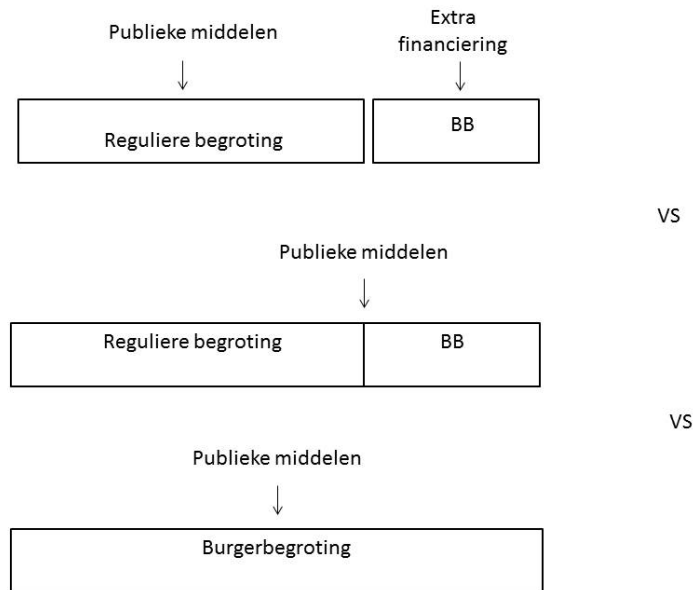 Publieke middelen
Extra
financiering
Reguliere begroting
BB
VS
Publieke middelen
Reguliere begroting
BB
VS
Publieke middelen
Burgerbegroting